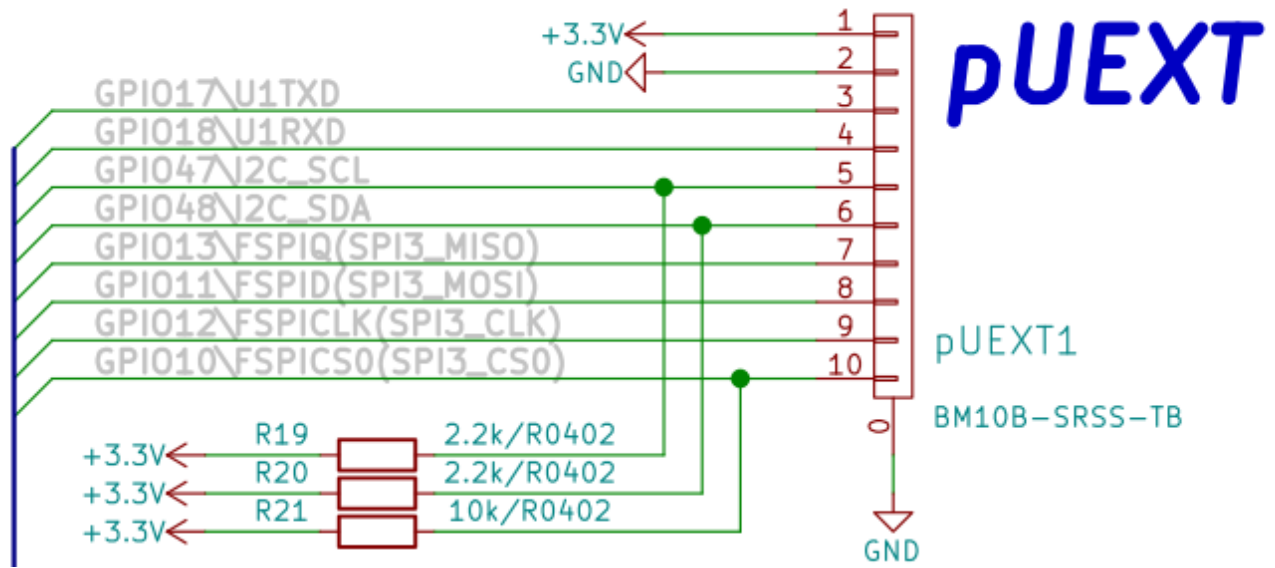 +3.3V 1
pUEXT
GND 2
GPIO17\U1TXD 3
GPIO18\U1RXD 4
GPIO47\I2C_SCL 5
GPIO48\I2C_SDA 6
GPIO13\FSPIQ(SPI3_MISO) 7
GPIO11\FSPID(SPI3_MOSI) 8
GPIO12\FSPICLK(SPI3_CLK) 9
pUEXT1
GPIO10\FSPICS0(SPI3_CS0) 10
BM10B-SRSS-TB
0
+3.3V R19 2.2k/R0402
+3.3V R20 2.2k/R0402
+3.3V R21 10k/R0402
GND